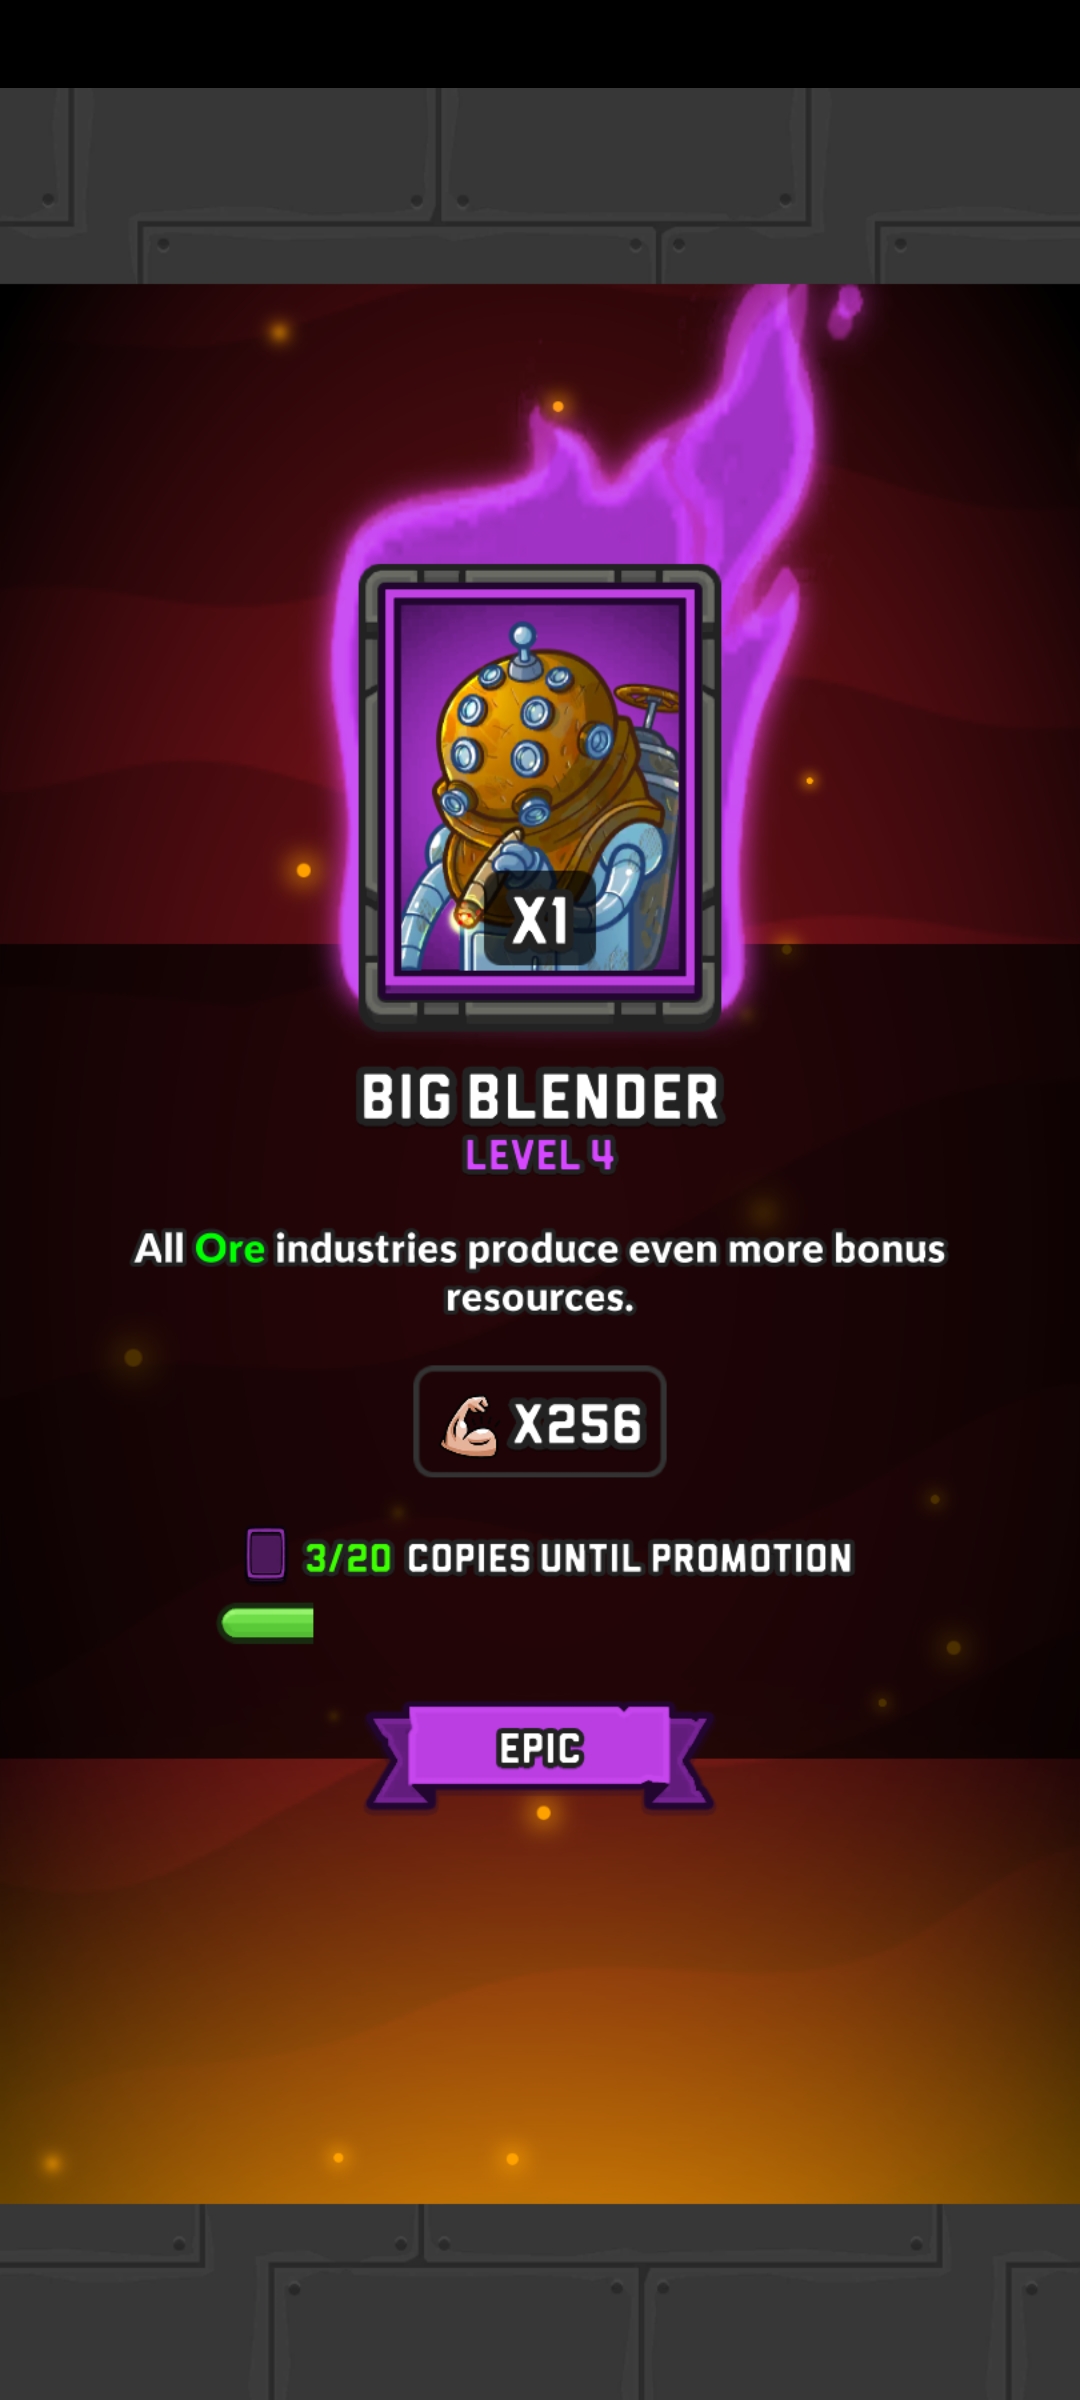 X1
BIG BLENDER
LEVEL 4
All Ore industries produce even more bonus
resources.
X256
3/20 COPIES UNTIL PROMOTION
EPIC